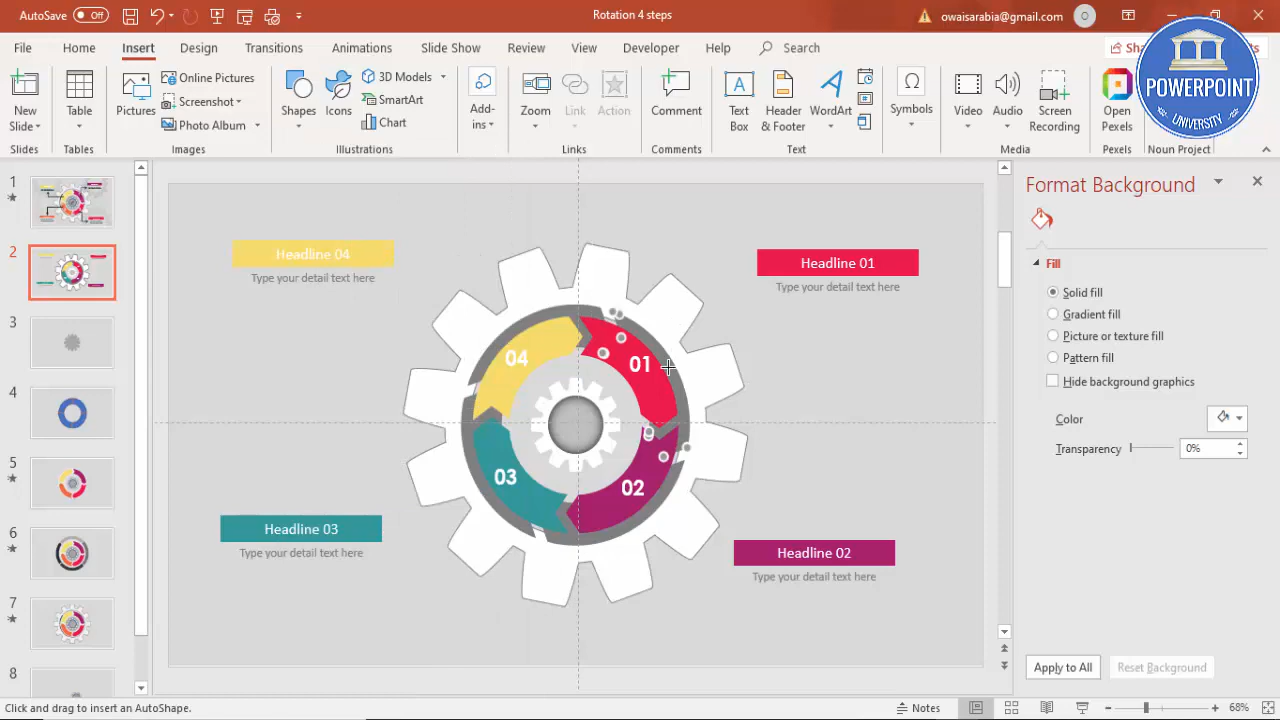 AutoSave Off
Rotation 4 steps
owaisarabia@gmail.com
O
File Home Insert Design Transitions Animations Slide Show Review View Developer Help Search
New Slide
Slides
Table
Tables
Pictures
Online Pictures
Screenshot
Photo Album
Images
Shapes
Icons
3D Models
SmartArt
Chart
Illustrations
Add-ins
Zoom
Link
Action
Links
Comment
Comments
Text Box
Header & Footer
WordArt
Text
Symbols
Video
Audio
Screen Recording
Media
Open Pexels
Pexels
Noun Project
POWERPOINT
UNIVERSITY
1
2
3
4
5
6
7
8
Headline 04
Type your detail text here
Headline 01
Type your detail text here
04
01
03
02
Headline 03
Type your detail text here
Headline 02
Type your detail text here
Format Background
Fill
Solid fill
Gradient fill
Picture or texture fill
Pattern fill
Hide background graphics
Color
Transparency 0%
Apply to All
Reset Background
Click and drag to insert an AutoShape.
Notes
68%